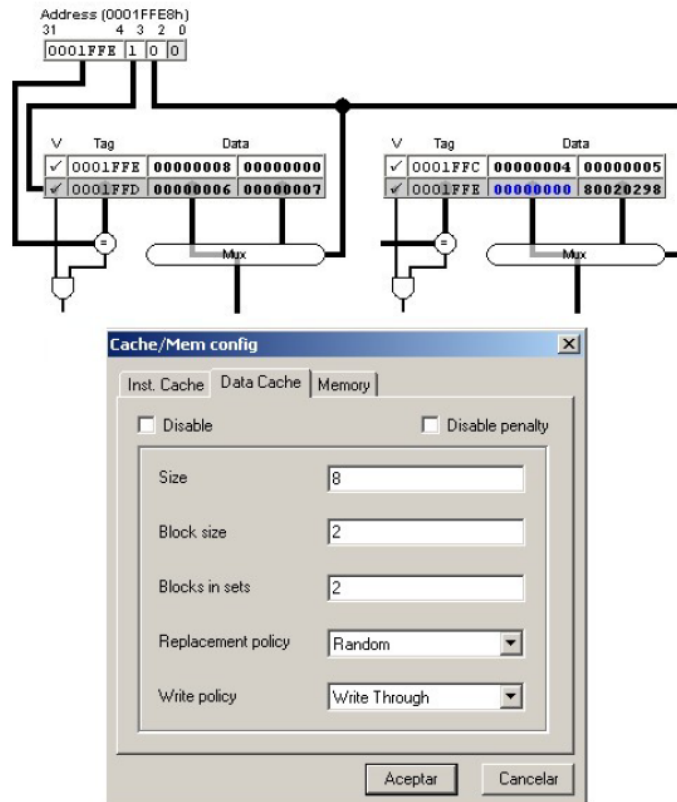 Address (0001FFE8h)
31 4 3 2 0
0001FFE 1 0 0
V Tag Data
✓ 0001FFE 00000008 00000000
✓ 0001FFD 00000006 00000007
= Mux
V Tag Data
✓ 0001FFC 00000004 00000005
✓ 0001FFE 00000000 80020298
= Mux
Cache/Mem config
Inst. Cache Data Cache Memory
Disable Disable penalty
Size 8
Block size 2
Blocks in sets 2
Replacement policy Random
Write policy Write Through
Aceptar Cancelar